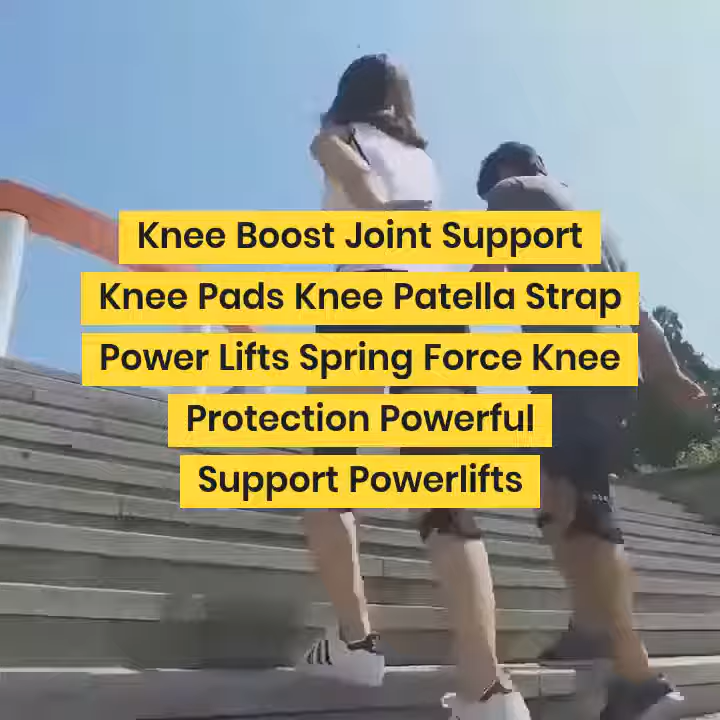 Knee Boost Joint Support
Knee Pads Knee Patella Strap
Power Lifts Spring Force Knee
Protection Powerful
Support Powerlifts